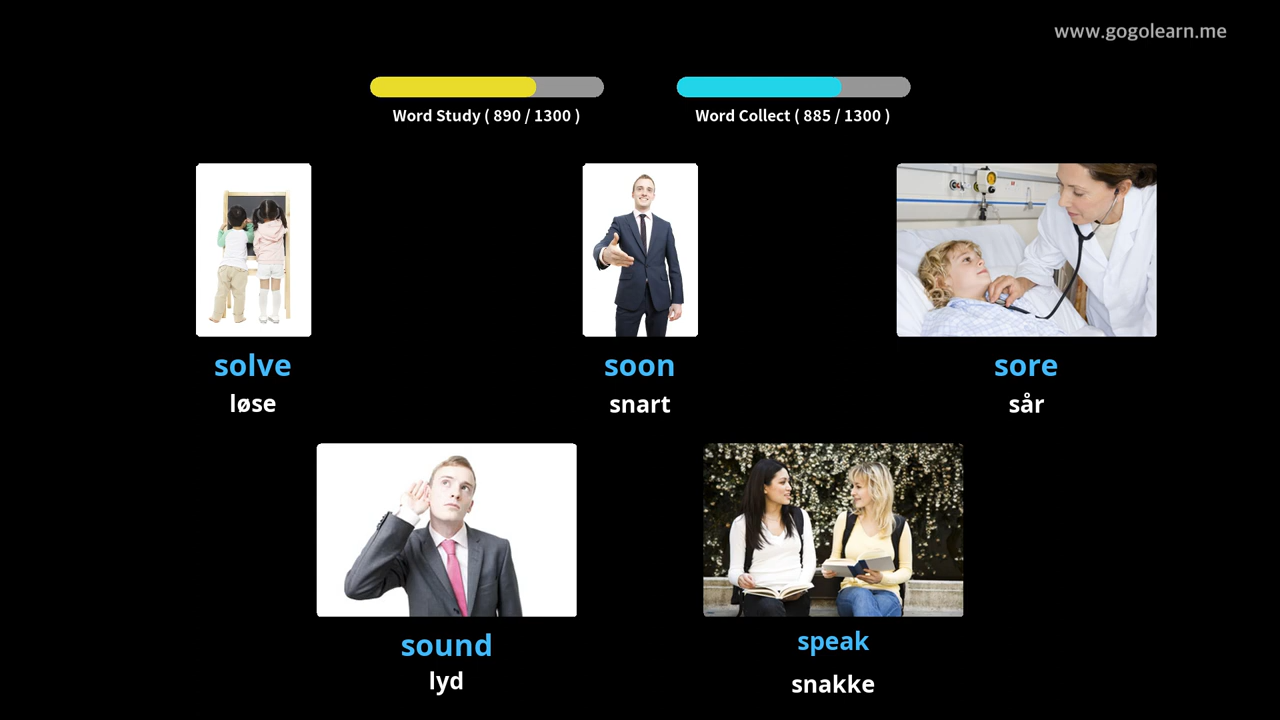 www.gogolearn.me
Word Study ( 890 / 1300 )
Word Collect ( 885 / 1300 )
solve
løse
soon
snart
sore
sår
sound
lyd
speak
snakke